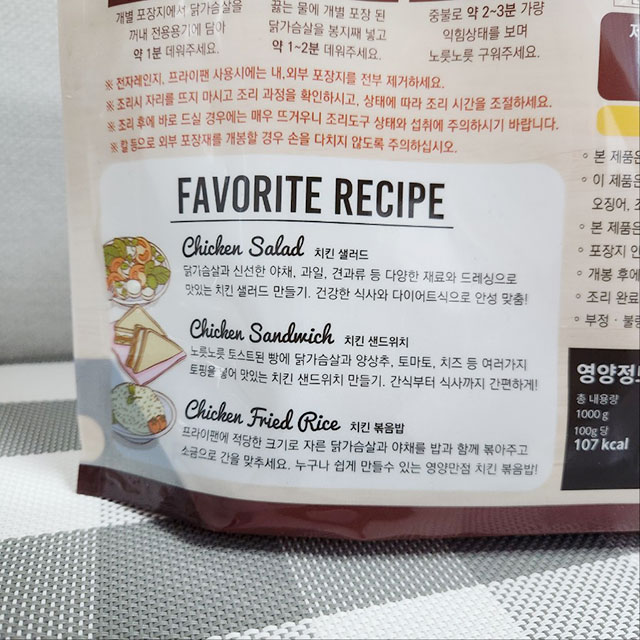 개별 포장지에서 닭가슴살을
꺼내 전용용기에 담아
약 1분 데워주세요.
끓는 물에 개별 포장 된
닭가슴살을 봉지째 넣고
약 1~2분 데워주세요.
중불로 약 2~3분 가량
익힘상태를 보며
노릇노릇 구워주세요.
※ 전자레인지, 프라이팬 사용시에는 내,외부 포장지를 전부 제거하세요.
※ 조리시 자리를 뜨지 마시고 조리 과정을 확인하시고, 상태에 따라 조리 시간을 조절하세요.
※ 조리 후에 바로 드실 경우에는 매우 뜨거우니 조리도구 상태와 섭취에 주의하시기 바랍니다.
※ 칼 등으로 외부 포장재를 개봉할 경우 손을 다치지 않도록 주의하십시오.
FAVORITE RECIPE
Chicken Salad 치킨 샐러드
닭가슴살과 신선한 야채, 과일, 견과류 등 다양한 재료와 드레싱으로
맛있는 치킨 샐러드 만들기. 건강한 식사와 다이어트식으로 안성 맞춤!
Chicken Sandwich 치킨 샌드위치
노릇노릇 토스트된 빵에 닭가슴살과 양상추, 토마토, 치즈 등 여러가지
토핑을 넣어 맛있는 치킨 샌드위치 만들기. 간식부터 식사까지 간편하게!
Chicken Fried Rice 치킨 볶음밥
프라이팬에 적당한 크기로 자른 닭가슴살과 야채를 밥과 함께 볶아주고
소금으로 간을 맞추세요. 누구나 쉽게 만들수 있는 영양만점 치킨 볶음밥!
◦ 본 제품은
◦ 이 제품은
오징어, 조
◦ 본 제품은
◦ 포장지 안
◦ 개봉 후에
◦ 조리 완료
◦ 부정 · 불량
영양정보
총 내용량
1000 g
100g 당
107 kcal